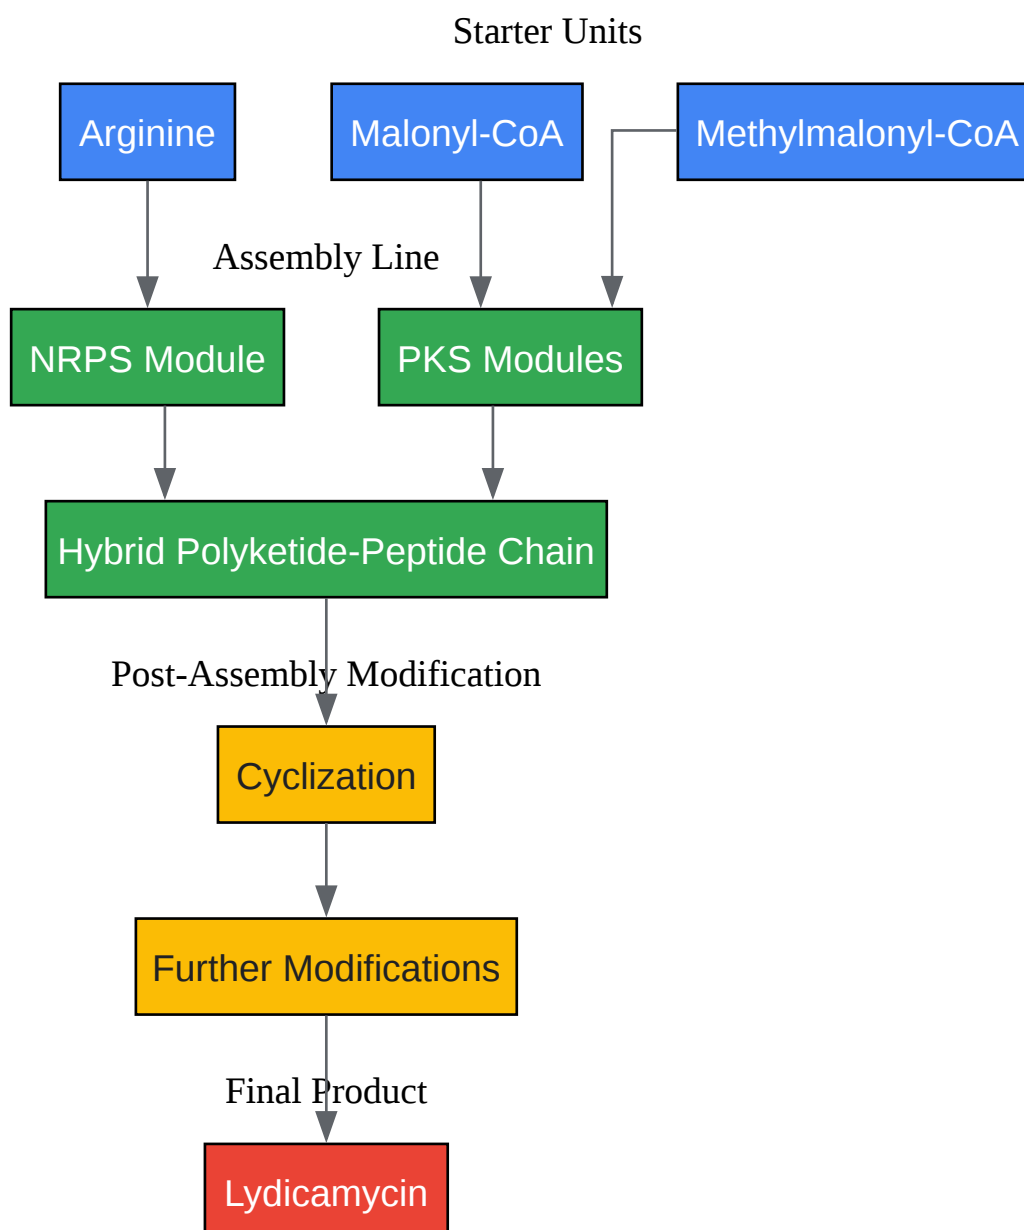 Starter Units
Arginine
Malonyl-CoA
Methylmalonyl-CoA
Assembly Line
NRPS Module
PKS Modules
Hybrid Polyketide-Peptide Chain
Post-Assembly Modification
Cyclization
Further Modifications
Final Product
Lydicamycin